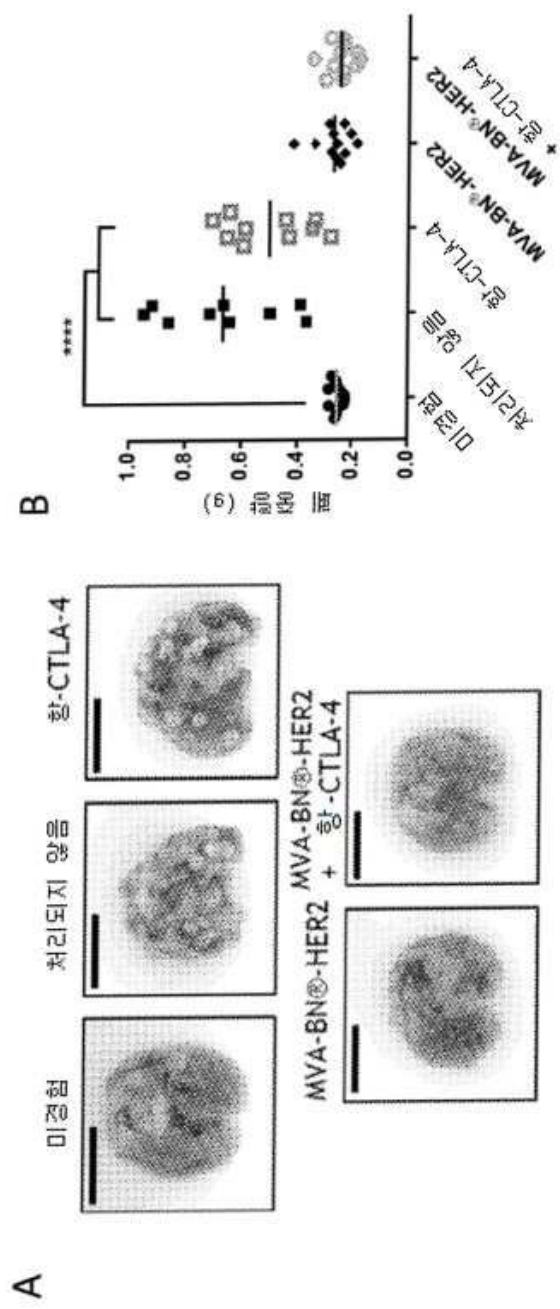 A
미경험
처리되지 않음
항-CTLA-4
MVA-BN®-HER2
MVA-BN®-HER2
+ 항-CTLA-4
B
****
폐 중량 (g)
1.0
0.8
0.6
0.4
0.2
0.0
미경험
처리되지 않음
항-CTLA-4
MVA-BN®-HER2
MVA-BN®-HER2
+ 항-CTLA-4